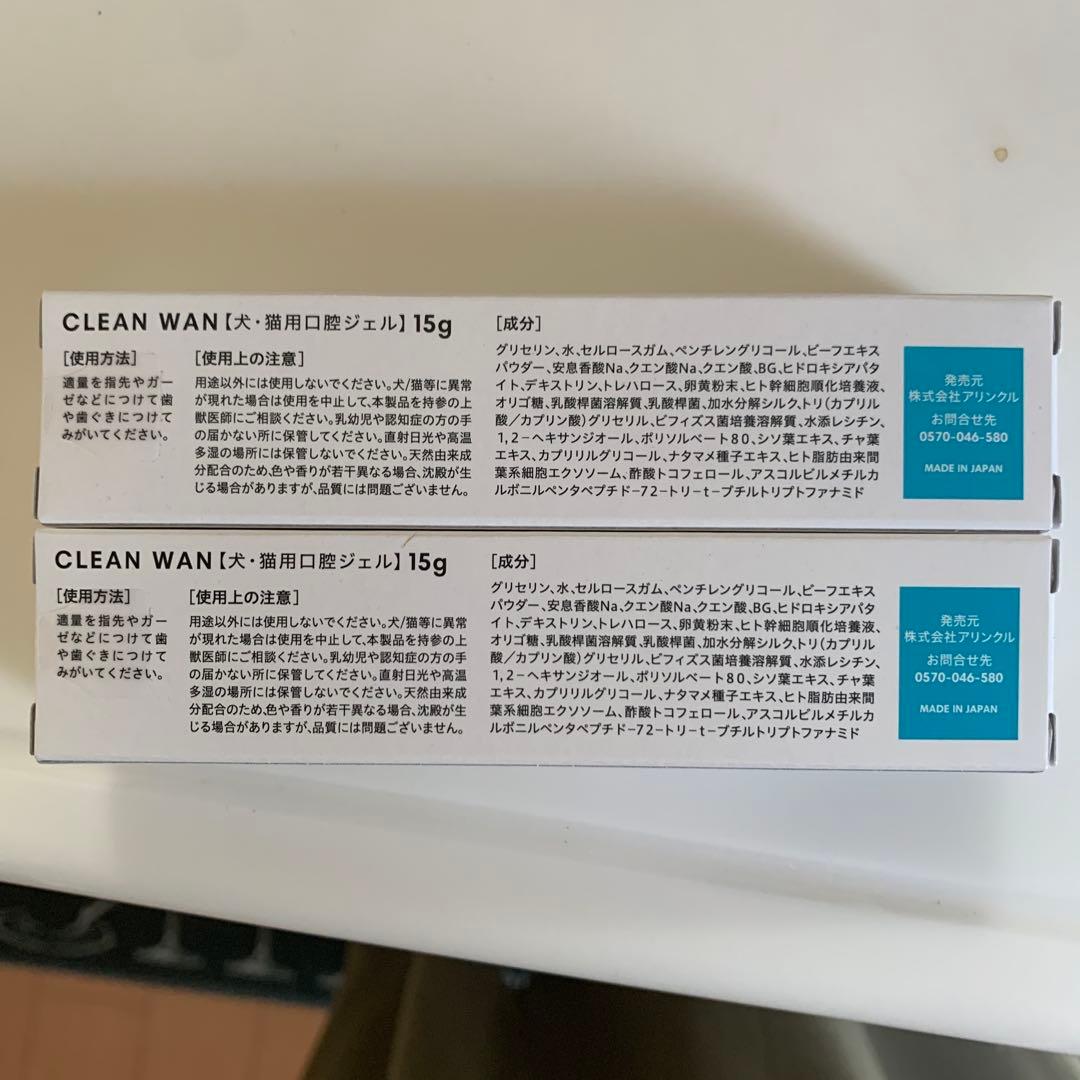 CLEAN WAN【犬・猫用口腔ジェル】15g
［使用方法］
適量を指先やガー
ゼなどにつけて歯
や歯ぐきにつけて
みがいてください。
［使用上の注意］
用途以外には使用しないでください。犬/猫等に異常
が現れた場合は使用を中止して、本製品を持参の上
獣医師にご相談ください。乳幼児や認知症の方の手
の届かない所に保管してください。直射日光や高温
多湿の場所には保管しないでください。天然由来成
分配合のため、色や香りが若干異なる場合、沈殿が生
じる場合がありますが、品質には問題ございません。
［成分］
グリセリン、水、セルロースガム、ペンチレングリコール、ビーフエキス
パウダー、安息香酸Na、クエン酸Na、クエン酸、BG、ヒドロキシアパタ
イト、デキストリン、トレハロース、卵黄粉末、ヒト幹細胞順化培養液、
オリゴ糖、乳酸桿菌溶解質、乳酸桿菌、加水分解シルク、トリ(カプリル
酸／カプリン酸)グリセリル、ビフィズス菌培養溶解質、水添レシチン、
1,2－ヘキサンジオール、ポリソルベート80、シソ葉エキス、チャ葉
エキス、カプリリルグリコール、ナタマメ種子エキス、ヒト脂肪由来間
葉系細胞エクソソーム、酢酸トコフェロール、アスコルビルメチルカ
ルボニルペンタペプチド－72－トリ－t－ブチルトリプトファナミド
発売元
株式会社アリンクル
お問合せ先
0570-046-580
MADE IN JAPAN
CLEAN WAN【犬・猫用口腔ジェル】15g
［使用方法］
適量を指先やガー
ゼなどにつけて歯
や歯ぐきにつけて
みがいてください。
［使用上の注意］
用途以外には使用しないでください。犬/猫等に異常
が現れた場合は使用を中止して、本製品を持参の上
獣医師にご相談ください。乳幼児や認知症の方の手
の届かない所に保管してください。直射日光や高温
多湿の場所には保管しないでください。天然由来成
分配合のため、色や香りが若干異なる場合、沈殿が生
じる場合がありますが、品質には問題ございません。
［成分］
グリセリン、水、セルロースガム、ペンチレングリコール、ビーフエキス
パウダー、安息香酸Na、クエン酸Na、クエン酸、BG、ヒドロキシアパタ
イト、デキストリン、トレハロース、卵黄粉末、ヒト幹細胞順化培養液、
オリゴ糖、乳酸桿菌溶解質、乳酸桿菌、加水分解シルク、トリ(カプリル
酸／カプリン酸)グリセリル、ビフィズス菌培養溶解質、水添レシチン、
1,2－ヘキサンジオール、ポリソルベート80、シソ葉エキス、チャ葉
エキス、カプリリルグリコール、ナタマメ種子エキス、ヒト脂肪由来間
葉系細胞エクソソーム、酢酸トコフェロール、アスコルビルメチルカ
ルボニルペンタペプチド－72－トリ－t－ブチルトリプトファナミド
発売元
株式会社アリンクル
お問合せ先
0570-046-580
MADE IN JAPAN